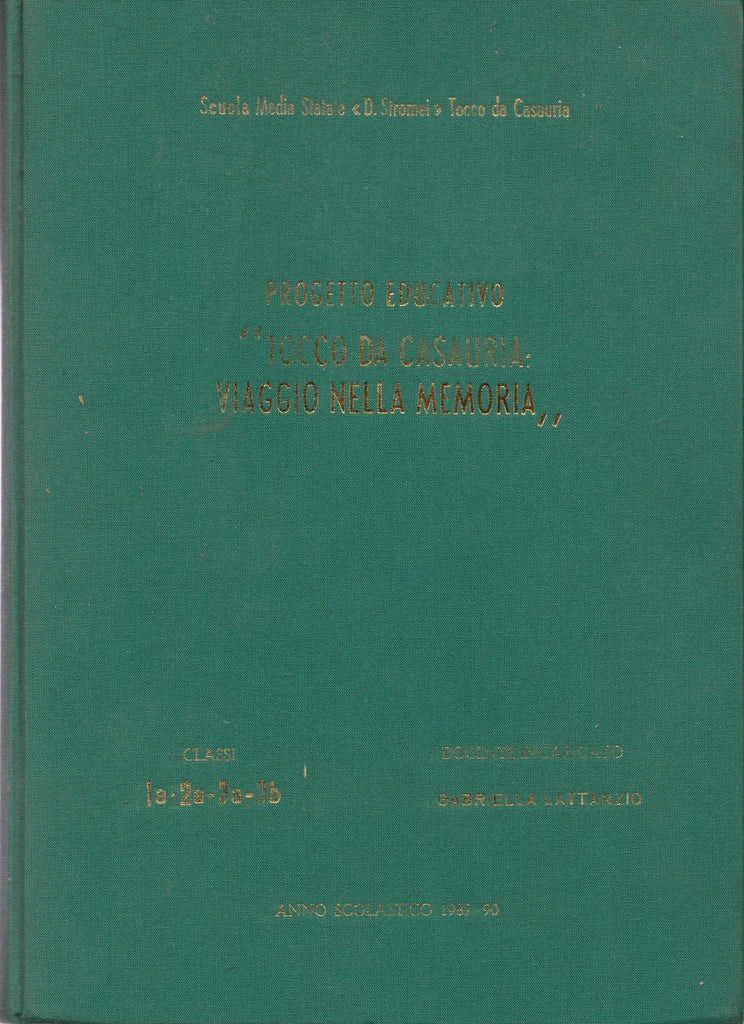 Scuola Media Statale «D. Stromei» Tocco da Casauria
PROGETTO EDUCATIVO
"TOCCO DA CASAURIA:
VIAGGIO NELLA MEMORIA„
CLASSI
DOCENTE INCARICATO
1a-2a-3a-3b
GABRIELLA LATTANZIO
ANNO SCOLASTICO 1989-90